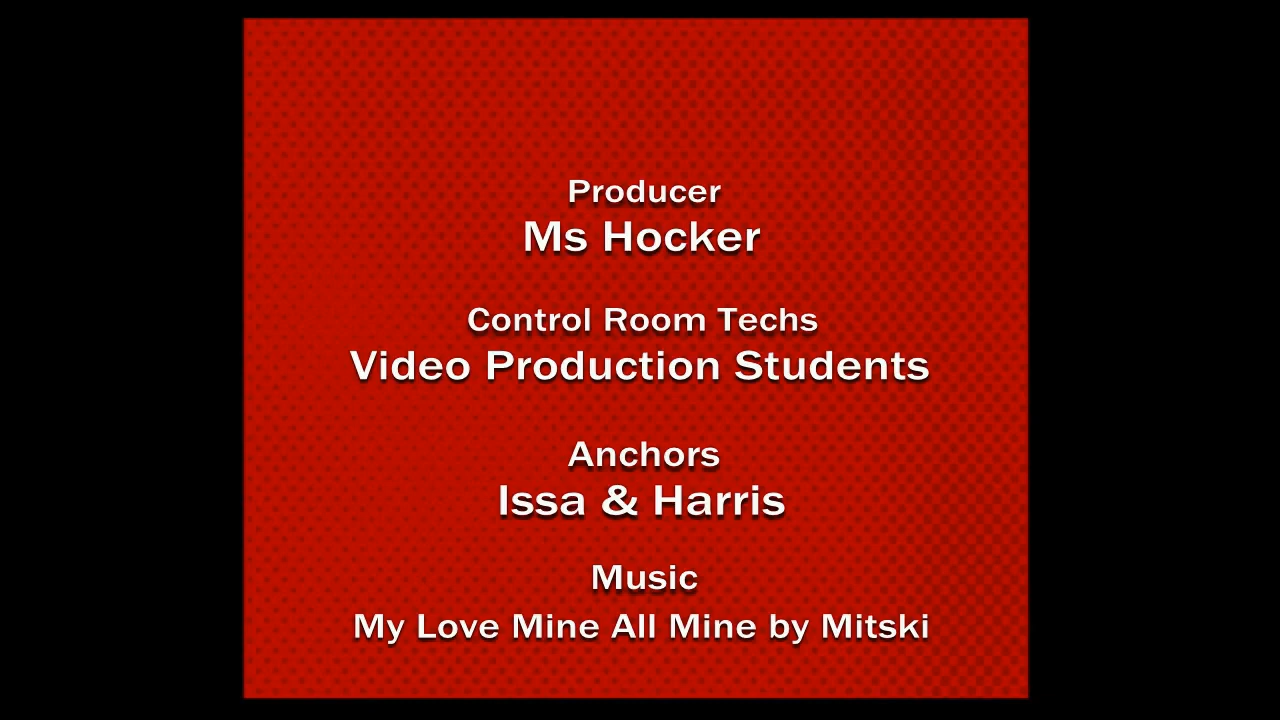 Producer
Ms Hocker
Control Room Techs
Video Production Students
Anchors
Issa & Harris
Music
My Love Mine All Mine by Mitski